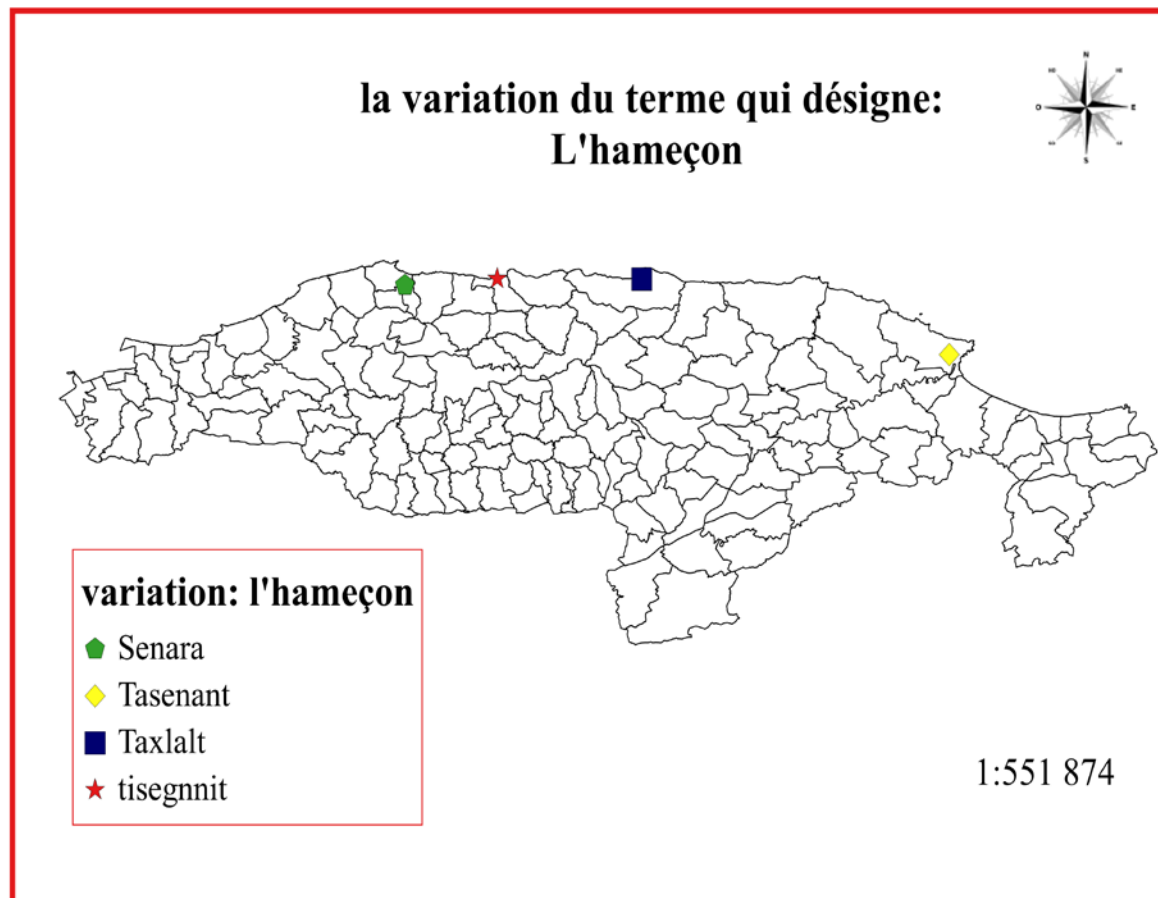 la variation du terme qui désigne:
L'hameçon
N
O
E
S
variation: l'hameçon
Senara
Tasenant
Taxlalt
tisegnnit
1:551 874